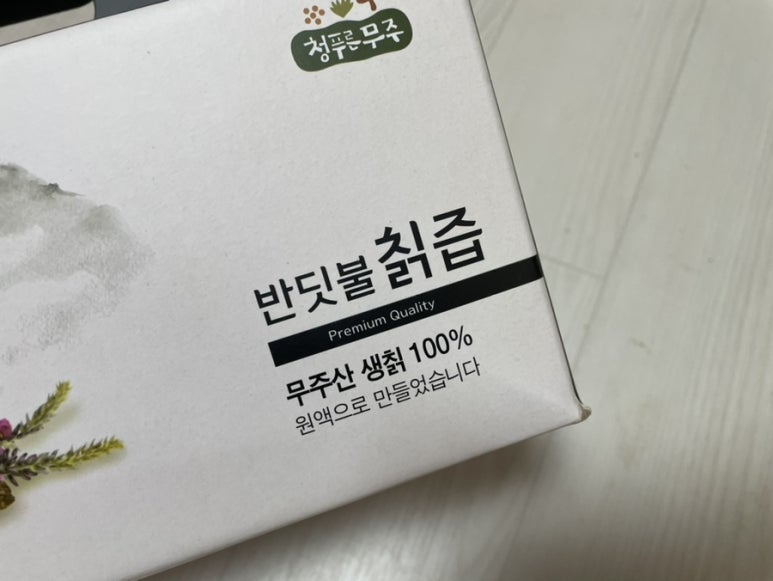 청푸른무주
반딧불 칡즙
Premium Quality
무주산 생칡 100%
원액으로 만들었습니다